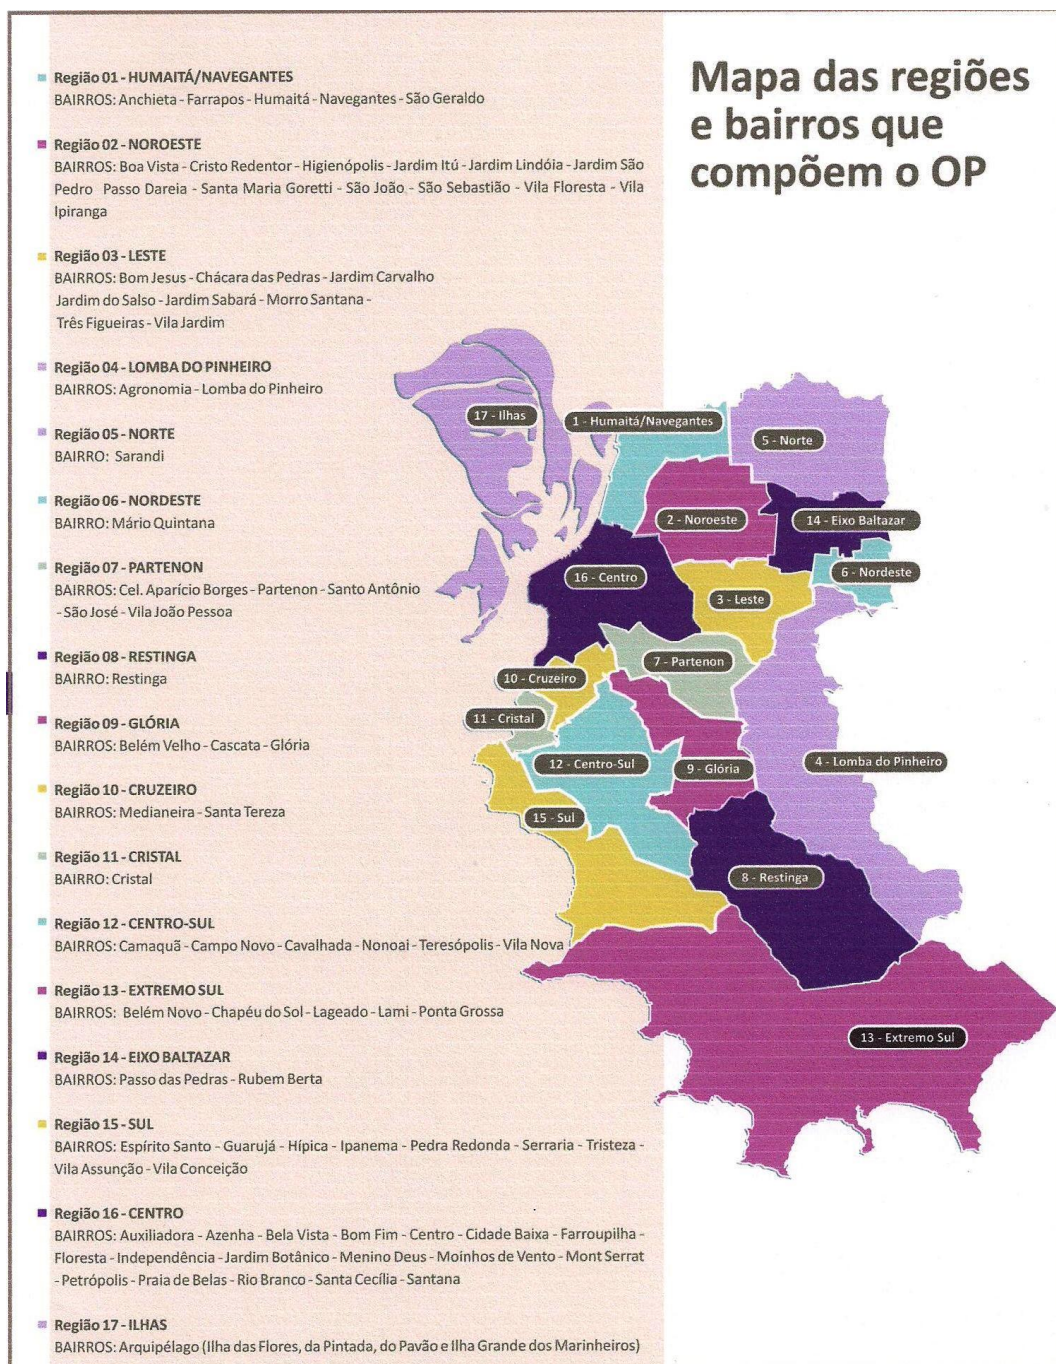 Mapa das regiões
e bairros que
compõem o OP
Região 01 - HUMAITÁ/NAVEGANTES
BAIRROS: Anchieta - Farrapos - Humaitá - Navegantes - São Geraldo
Região 02 - NOROESTE
BAIRROS: Boa Vista - Cristo Redentor - Higienópolis - Jardim Itú - Jardim Lindóia - Jardim São
Pedro Passo Dareia - Santa Maria Goretti - São João - São Sebastião - Vila Floresta - Vila
Ipiranga
Região 03 - LESTE
BAIRROS: Bom Jesus - Chácara das Pedras - Jardim Carvalho
Jardim do Salso - Jardim Sabará - Morro Santana -
Três Figueiras - Vila Jardim
Região 04 - LOMBA DO PINHEIRO
BAIRROS: Agronomia - Lomba do Pinheiro
Região 05 - NORTE
BAIRRO: Sarandi
Região 06 - NORDESTE
BAIRRO: Mário Quintana
Região 07 - PARTENON
BAIRROS: Cel. Aparício Borges - Partenon - Santo Antônio
- São José - Vila João Pessoa
Região 08 - RESTINGA
BAIRRO: Restinga
Região 09 - GLÓRIA
BAIRROS: Belém Velho - Cascata - Glória
Região 10 - CRUZEIRO
BAIRROS: Medianeira - Santa Tereza
Região 11 - CRISTAL
BAIRRO: Cristal
Região 12 - CENTRO-SUL
BAIRROS: Camaquã - Campo Novo - Cavalhada - Nonoai - Teresópolis - Vila Nova
Região 13 - EXTREMO SUL
BAIRROS: Belém Novo - Chapéu do Sol - Lageado - Lami - Ponta Grossa
Região 14 - EIXO BALTAZAR
BAIRROS: Passo das Pedras - Rubem Berta
Região 15 - SUL
BAIRROS: Espírito Santo - Guarujá - Hípica - Ipanema - Pedra Redonda - Serraria - Tristeza -
Vila Assunção - Vila Conceição
Região 16 - CENTRO
BAIRROS: Auxiliadora - Azenha - Bela Vista - Bom Fim - Centro - Cidade Baixa - Farroupilha -
Floresta - Independência - Jardim Botânico - Menino Deus - Moinhos de Vento - Mont Serrat
- Petrópolis - Praia de Belas - Rio Branco - Santa Cecília - Santana
Região 17 - ILHAS
BAIRROS: Arquipélago (Ilha das Flores, da Pintada, do Pavão e Ilha Grande dos Marinheiros)
17 - Ilhas
1 - Humaitá/Navegantes
5 - Norte
2 - Noroeste
14 - Eixo Baltazar
16 - Centro
6 - Nordeste
3 - Leste
7 - Partenon
10 - Cruzeiro
11 - Cristal
12 - Centro-Sul
9 - Glória
4 - Lomba do Pinheiro
15 - Sul
8 - Restinga
13 - Extremo Sul